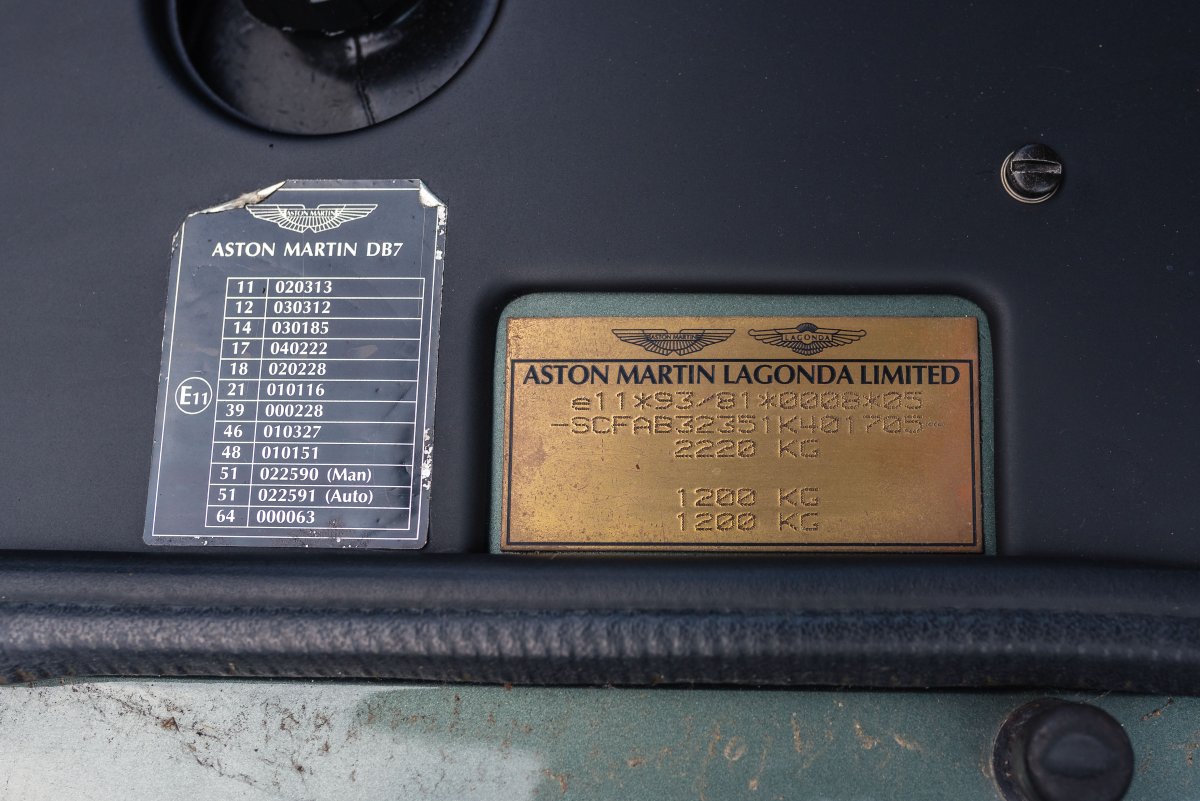 ASTON MARTIN
ASTON MARTIN DB7
11 020313
12 030312
14 030185
17 040222
18 020228
21 010116
39 000228
46 010327
48 010151
51 022590 (Man)
51 022591 (Auto)
64 000063
E11
ASTON MARTIN LAGONDA
ASTON MARTIN LAGONDA LIMITED
e11*93/81*0008*05
-SCFAB32351K401705-
2220 KG
1200 KG
1200 KG